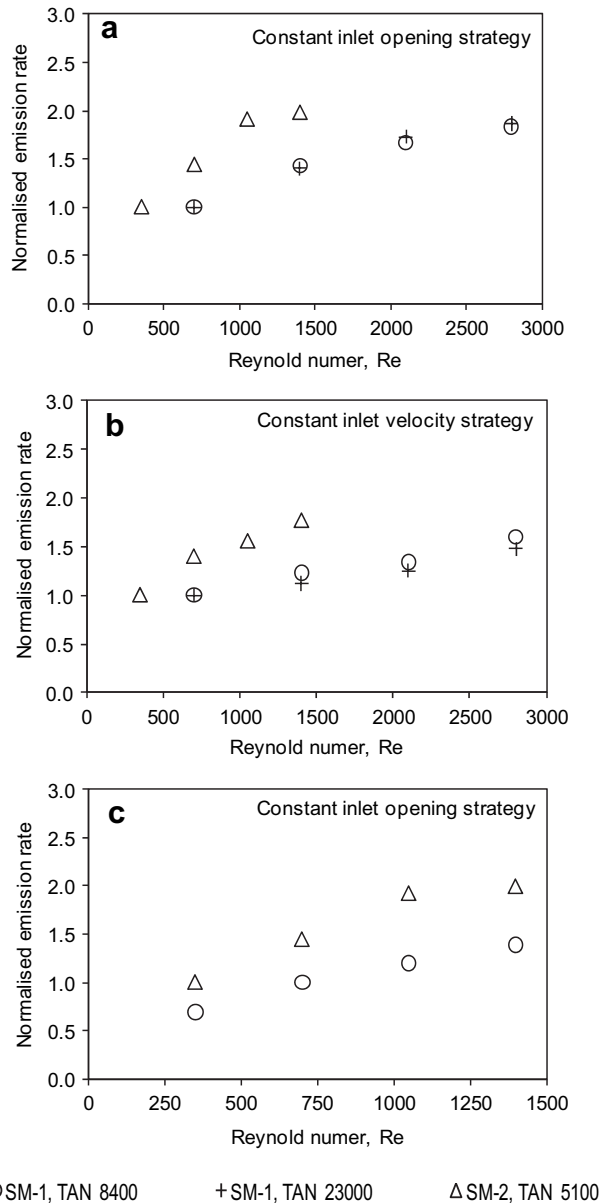 a
Constant inlet opening strategy
Normalised emission rate
3.0
2.5
2.0
1.5
1.0
0.5
0.0
0 500 1000 1500 2000 2500 3000
Reynold numer, Re
b
Constant inlet velocity strategy
Normalised emission rate
3.0
2.5
2.0
1.5
1.0
0.5
0.0
0 500 1000 1500 2000 2500 3000
Reynold numer, Re
c
Constant inlet opening strategy
Normalised emission rate
3.0
2.5
2.0
1.5
1.0
0.5
0.0
0 250 500 750 1000 1250 1500
Reynold numer, Re
SM-1, TAN 8400 + SM-1, TAN 23000 △ SM-2, TAN 5100